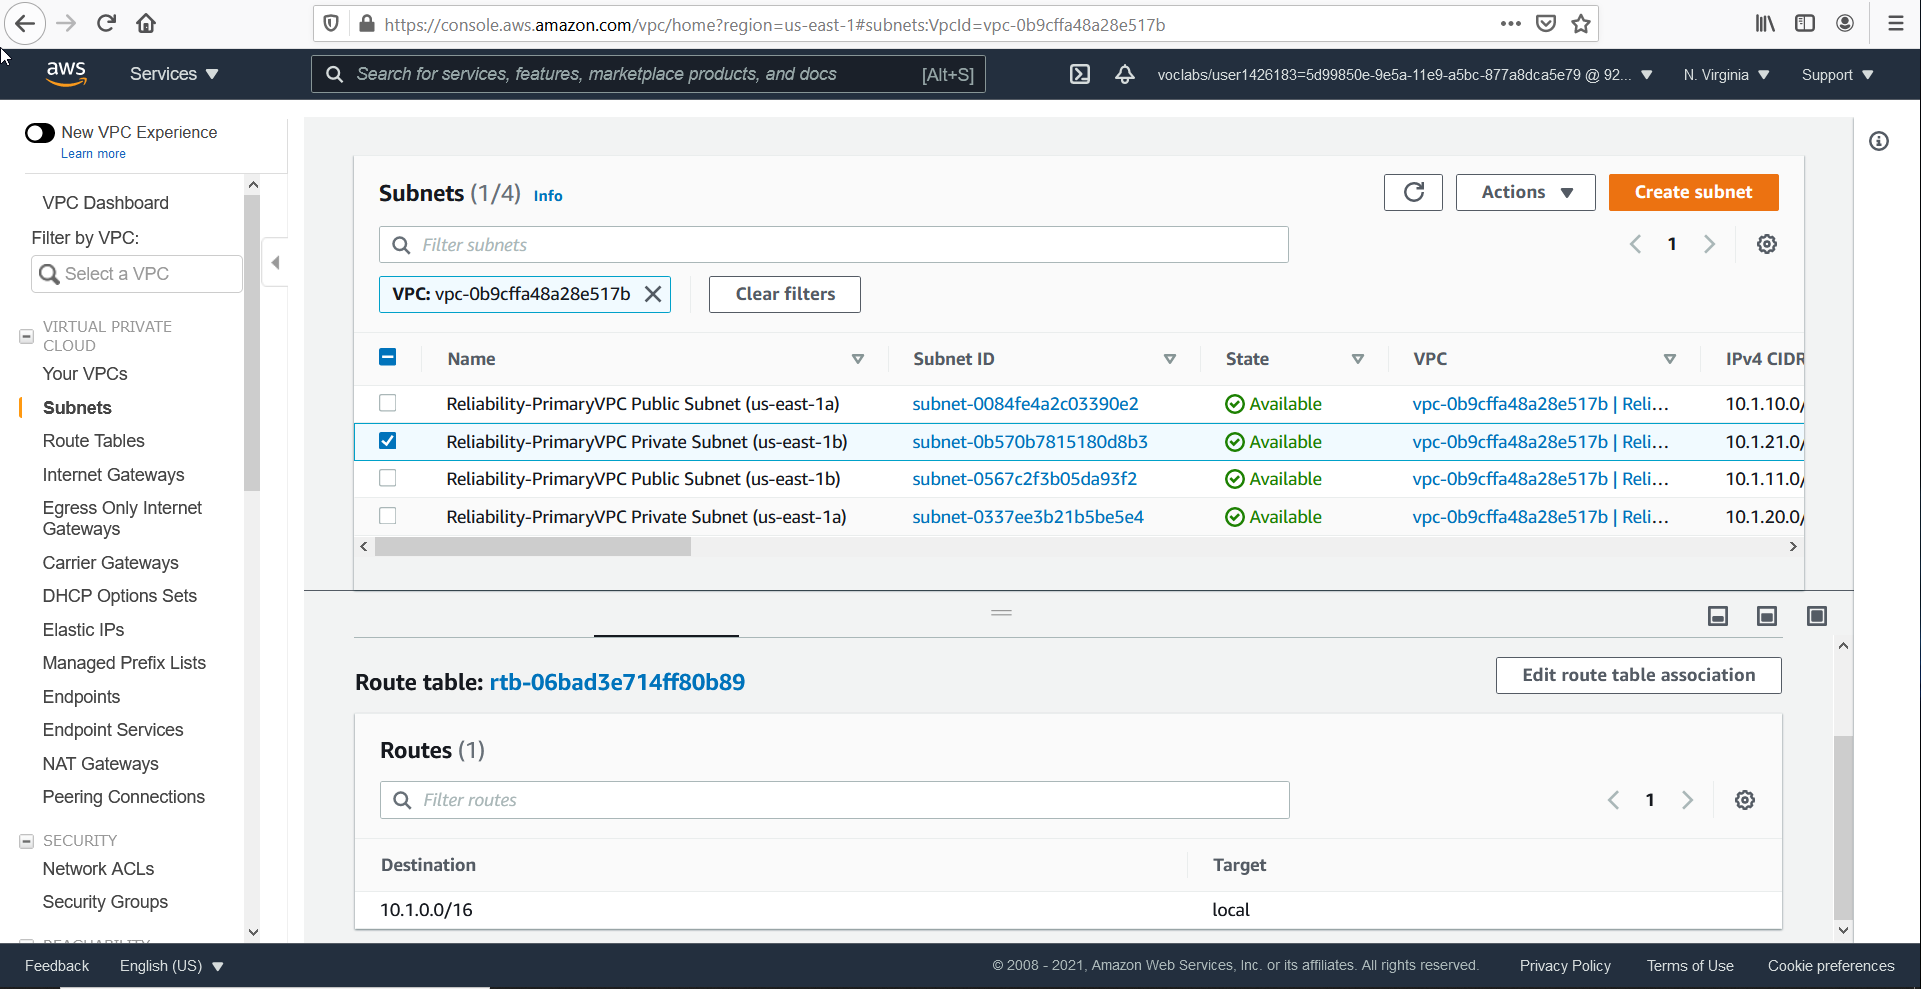 https://console.aws.amazon.com/vpc/home?region=us-east-1#subnets:VpcId=vpc-0b9cffa48a28e517b
aws
Services
Search for services, features, marketplace products, and docs [Alt+S]
voclabs/user1426183=5d99850e-9e5a-11e9-a5bc-877a8dca5e79 @ 92...
N. Virginia
Support
New VPC Experience
Learn more
VPC Dashboard
Filter by VPC:
Select a VPC
VIRTUAL PRIVATE
CLOUD
Your VPCs
Subnets
Route Tables
Internet Gateways
Egress Only Internet
Gateways
Carrier Gateways
DHCP Options Sets
Elastic IPs
Managed Prefix Lists
Endpoints
Endpoint Services
NAT Gateways
Peering Connections
SECURITY
Network ACLs
Security Groups
REACHABILITY
Subnets (1/4) Info
Actions
Create subnet
Filter subnets
1
VPC: vpc-0b9cffa48a28e517b
Clear filters
Name Subnet ID State VPC IPv4 CIDR
Reliability-PrimaryVPC Public Subnet (us-east-1a) subnet-0084fe4a2c03390e2 Available vpc-0b9cffa48a28e517b | Reli... 10.1.10.0/
Reliability-PrimaryVPC Private Subnet (us-east-1b) subnet-0b570b7815180d8b3 Available vpc-0b9cffa48a28e517b | Reli... 10.1.21.0/
Reliability-PrimaryVPC Public Subnet (us-east-1b) subnet-0567c2f3b05da93f2 Available vpc-0b9cffa48a28e517b | Reli... 10.1.11.0/
Reliability-PrimaryVPC Private Subnet (us-east-1a) subnet-0337ee3b21b5be5e4 Available vpc-0b9cffa48a28e517b | Reli... 10.1.20.0/
Route table: rtb-06bad3e714ff80b89
Edit route table association
Routes (1)
Filter routes
1
Destination Target
10.1.0.0/16 local
Feedback
English (US)
© 2008 - 2021, Amazon Web Services, Inc. or its affiliates. All rights reserved.
Privacy Policy
Terms of Use
Cookie preferences